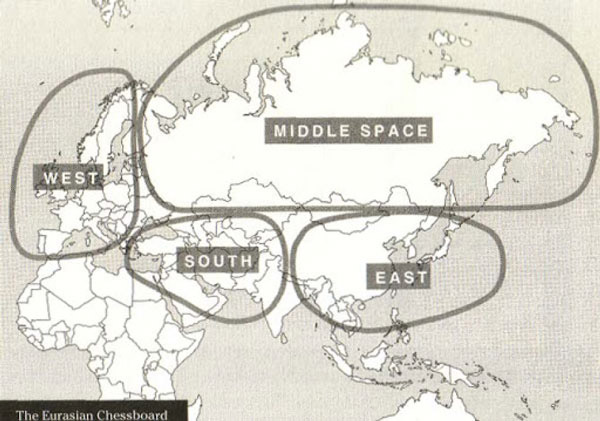 MIDDLE SPACE
WEST
SOUTH
EAST
The Eurasian Chessboard